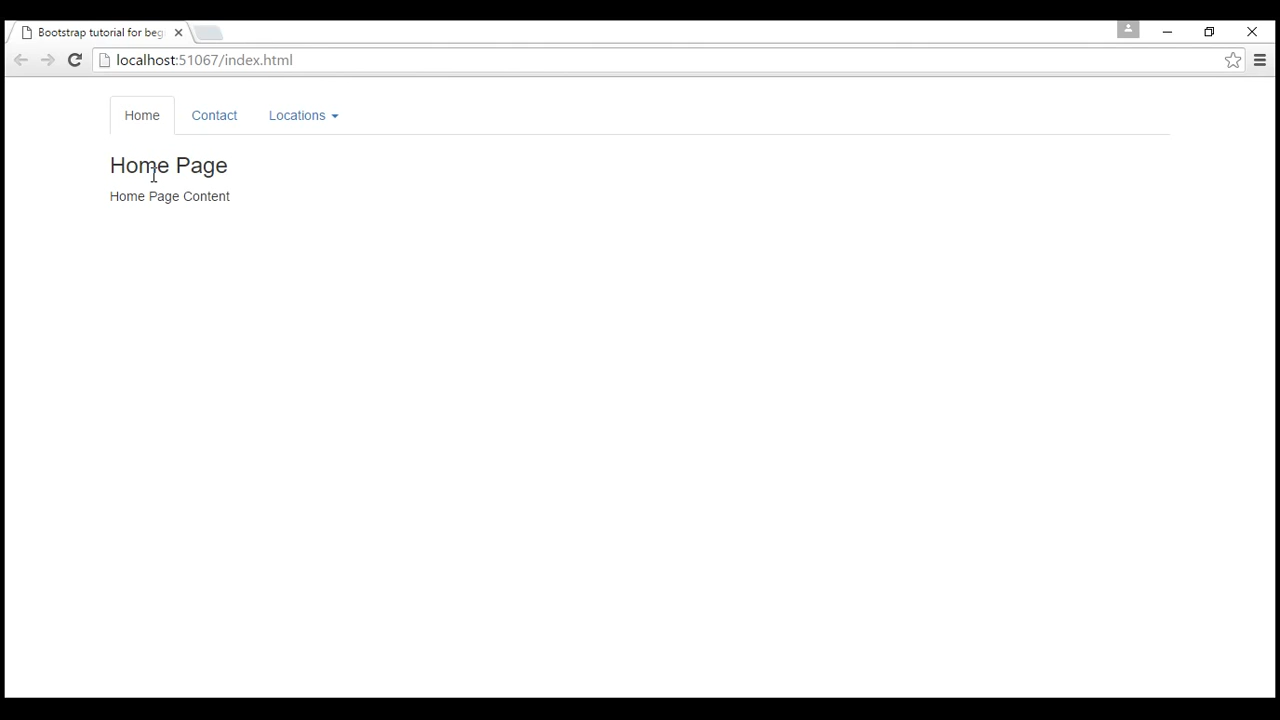 Bootstrap tutorial for beg
localhost:51067/index.html
Home Contact Locations
Home Page
Home Page Content